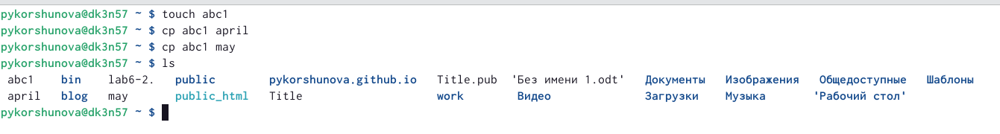 pykorshunova@dk3n57 ~ $ touch abc1
pykorshunova@dk3n57 ~ $ cp abc1 april
pykorshunova@dk3n57 ~ $ cp abc1 may
pykorshunova@dk3n57 ~ $ ls
abc1 bin lab6-2. public pykorshunova.github.io Title.pub 'Без имени 1.odt' Документы Изображения Общедоступные Шаблоны
april blog may public_html Title work Видео Загрузки Музыка 'Рабочий стол'
pykorshunova@dk3n57 ~ $